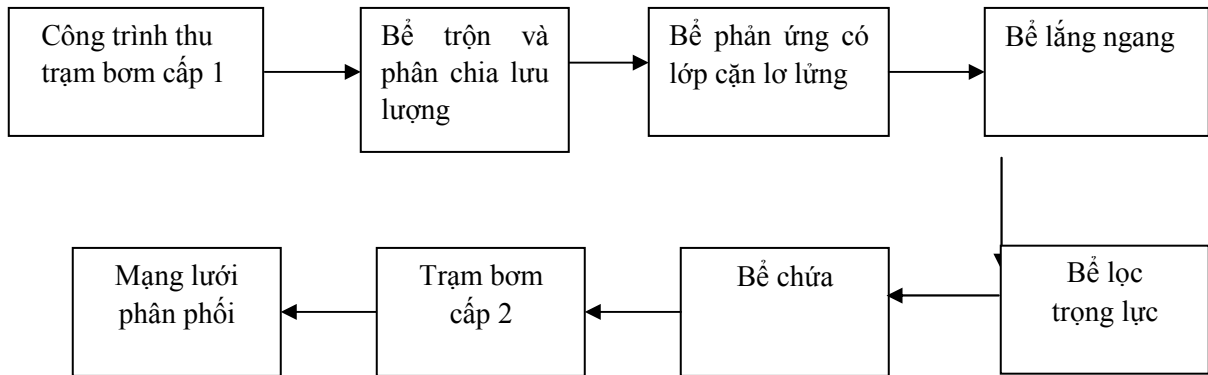 Công trình thu
trạm bơm cấp 1
Bể trộn và
phân chia lưu
lượng
Bể phản ứng có
lớp cặn lơ lửng
Bể lắng ngang
Bể lọc
trọng lực
Bể chứa
Trạm bơm
cấp 2
Mạng lưới
phân phối